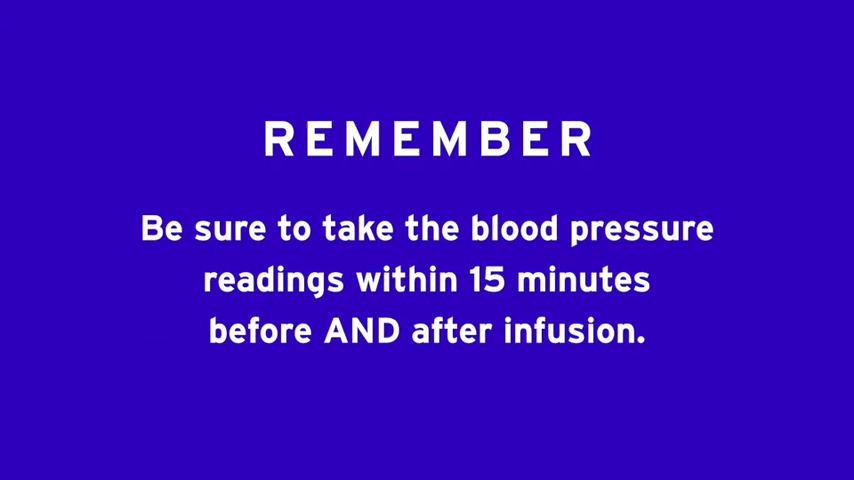 REMEMBER
Be sure to take the blood pressure
readings within 15 minutes
before AND after infusion.